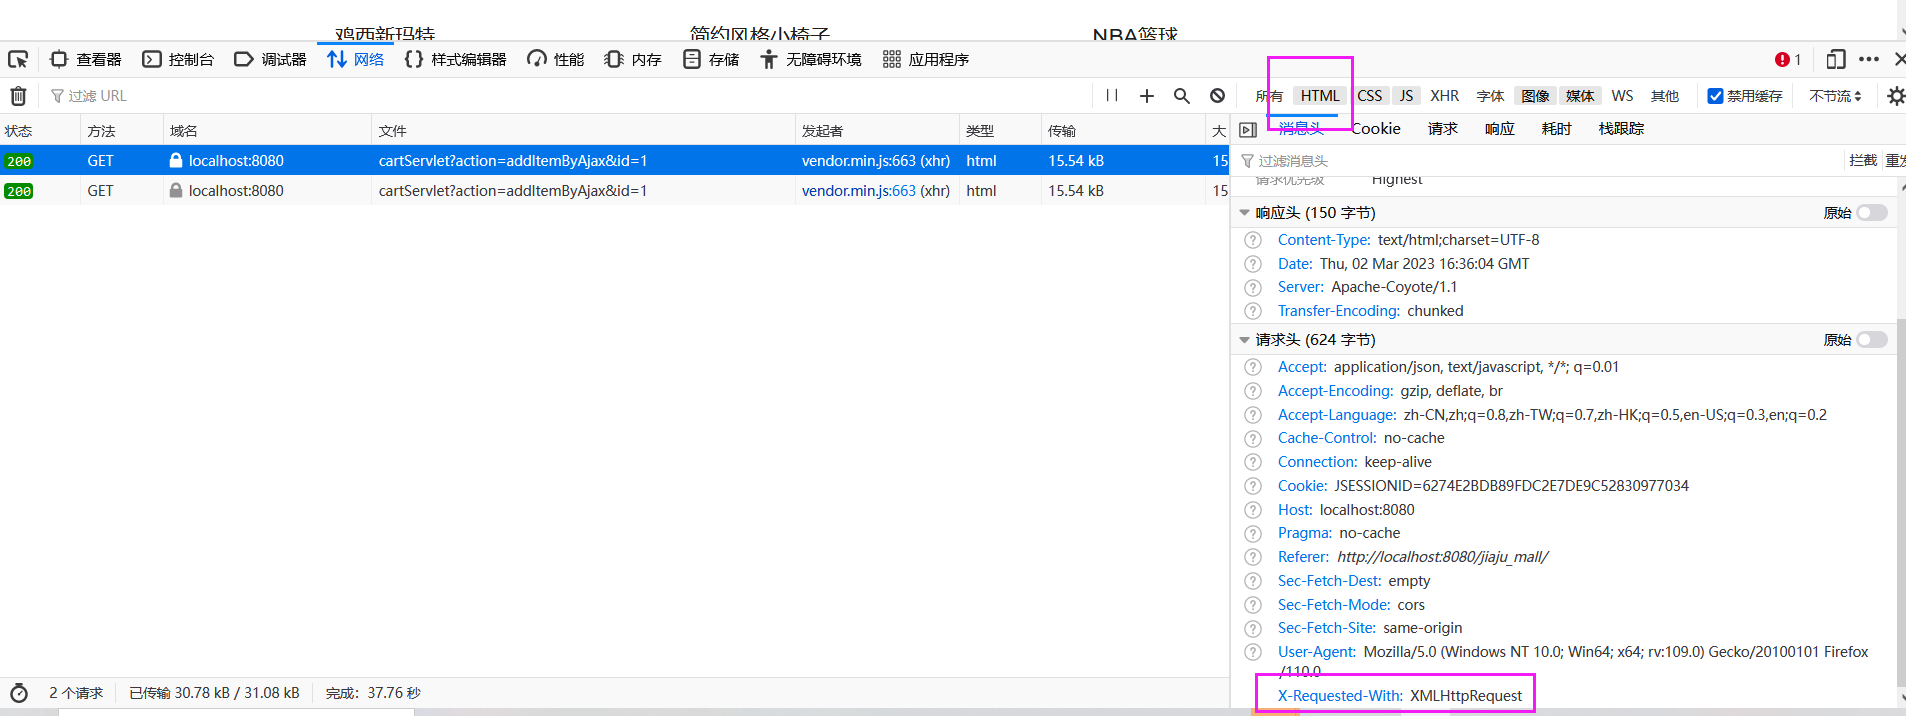 鸡西新玛特 简约风格小椅子 NBA篮球
查看器 控制台 调试器 网络 样式编辑器 性能 内存 存储 无障碍环境 应用程序 1
过滤 URL 所有 HTML CSS JS XHR 字体 图像 媒体 WS 其他 禁用缓存 不节流
状态 方法 域名 文件 发起者 类型 传输 大
200 GET localhost:8080 cartServlet?action=addItemByAjax&id=1 vendor.min.js:663 (xhr) html 15.54 kB 15
200 GET localhost:8080 cartServlet?action=addItemByAjax&id=1 vendor.min.js:663 (xhr) html 15.54 kB 15
消息头 Cookie 请求 响应 耗时 栈跟踪
过滤消息头 拦截 重发
请求优先级 Highest
响应头 (150 字节) 原始
Content-Type: text/html;charset=UTF-8
Date: Thu, 02 Mar 2023 16:36:04 GMT
Server: Apache-Coyote/1.1
Transfer-Encoding: chunked
请求头 (624 字节) 原始
Accept: application/json, text/javascript, */*; q=0.01
Accept-Encoding: gzip, deflate, br
Accept-Language: zh-CN,zh;q=0.8,zh-TW;q=0.7,zh-HK;q=0.5,en-US;q=0.3,en;q=0.2
Cache-Control: no-cache
Connection: keep-alive
Cookie: JSESSIONID=6274E2BDB89FDC2E7DE9C52830977034
Host: localhost:8080
Pragma: no-cache
Referer: http://localhost:8080/jiaju_mall/
Sec-Fetch-Dest: empty
Sec-Fetch-Mode: cors
Sec-Fetch-Site: same-origin
User-Agent: Mozilla/5.0 (Windows NT 10.0; Win64; x64; rv:109.0) Gecko/20100101 Firefox
/110.0
X-Requested-With: XMLHttpRequest
2 个请求 已传输 30.78 kB / 31.08 kB 完成：37.76 秒